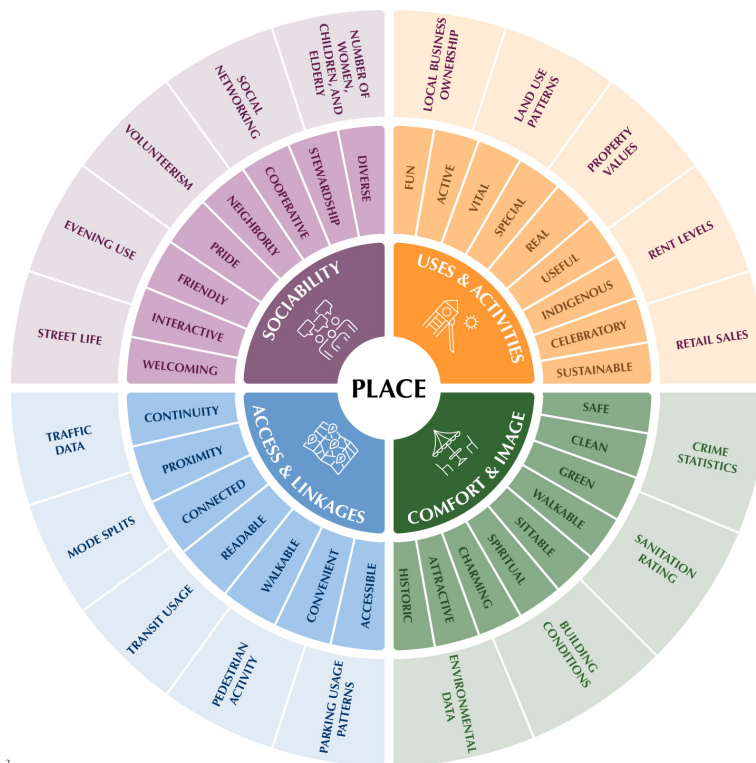 PLACE
SOCIABILITY
DIVERSE
STEWARDSHIP
COOPERATIVE
NEIGHBORLY
PRIDE
FRIENDLY
INTERACTIVE
WELCOMING
NUMBER OF
WOMEN,
CHILDREN, AND
ELDERLY
SOCIAL
NETWORKING
VOLUNTEERISM
EVENING USE
STREET LIFE
USES & ACTIVITIES
FUN
ACTIVE
VITAL
SPECIAL
REAL
USEFUL
INDIGENOUS
CELEBRATORY
SUSTAINABLE
LOCAL BUSINESS
OWNERSHIP
LAND USE
PATTERNS
PROPERTY
VALUES
RENT LEVELS
RETAIL SALES
ACCESS & LINKAGES
CONTINUITY
PROXIMITY
CONNECTED
READABLE
WALKABLE
CONVENIENT
ACCESSIBLE
TRAFFIC
DATA
MODE SPLITS
TRANSIT USAGE
PEDESTRIAN
ACTIVITY
PARKING USAGE
PATTERNS
COMFORT & IMAGE
SAFE
CLEAN
GREEN
WALKABLE
SITTABLE
SPIRITUAL
CHARMING
ATTRACTIVE
HISTORIC
CRIME
STATISTICS
SANITATION
RATING
BUILDING
CONDITIONS
ENVIRONMENTAL
DATA